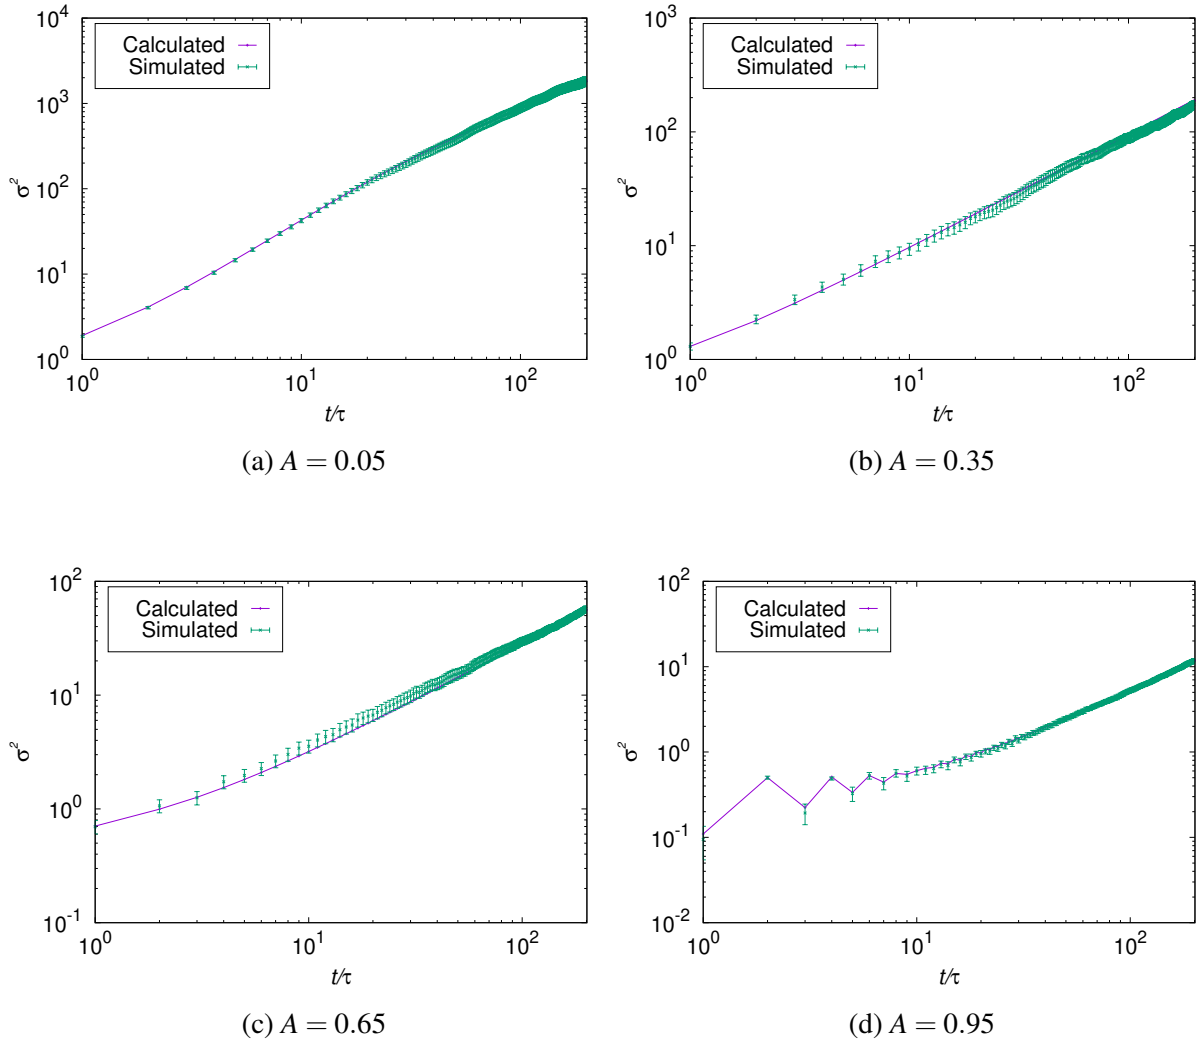 10^4
10^3
10^2
10^1
10^0
σ^2
Calculated
Simulated
10^0 10^1 10^2
t/τ
(a) A = 0.05
10^3
10^2
10^1
10^0
σ^2
Calculated
Simulated
10^0 10^1 10^2
t/τ
(b) A = 0.35
10^2
10^1
10^0
10^-1
σ^2
Calculated
Simulated
10^0 10^1 10^2
t/τ
(c) A = 0.65
10^2
10^1
10^0
10^-1
10^-2
σ^2
Calculated
Simulated
10^0 10^1 10^2
t/τ
(d) A = 0.95